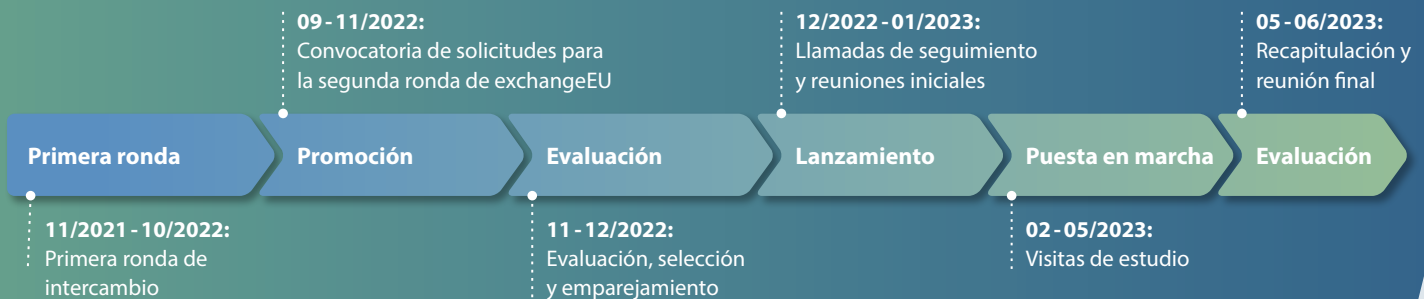 09 - 11/2022:
Convocatoria de solicitudes para
la segunda ronda de exchangeEU
12/2022 - 01/2023:
Llamadas de seguimiento
y reuniones iniciales
05 - 06/2023:
Recapitulación y
reunión final
Primera ronda
Promoción
Evaluación
Lanzamiento
Puesta en marcha
Evaluación
11/2021 - 10/2022:
Primera ronda de
intercambio
11 - 12/2022:
Evaluación, selección
y emparejamiento
02 - 05/2023:
Visitas de estudio